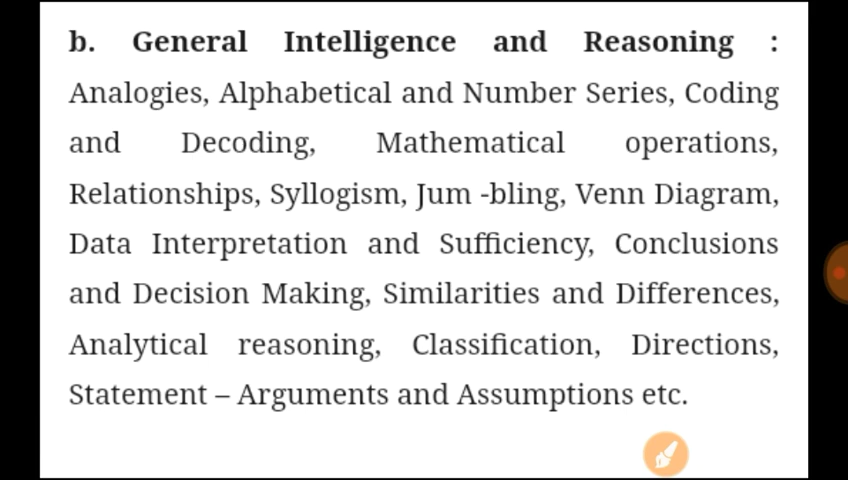 b. General Intelligence and Reasoning :
Analogies, Alphabetical and Number Series, Coding
and Decoding, Mathematical operations,
Relationships, Syllogism, Jum -bling, Venn Diagram,
Data Interpretation and Sufficiency, Conclusions
and Decision Making, Similarities and Differences,
Analytical reasoning, Classification, Directions,
Statement – Arguments and Assumptions etc.